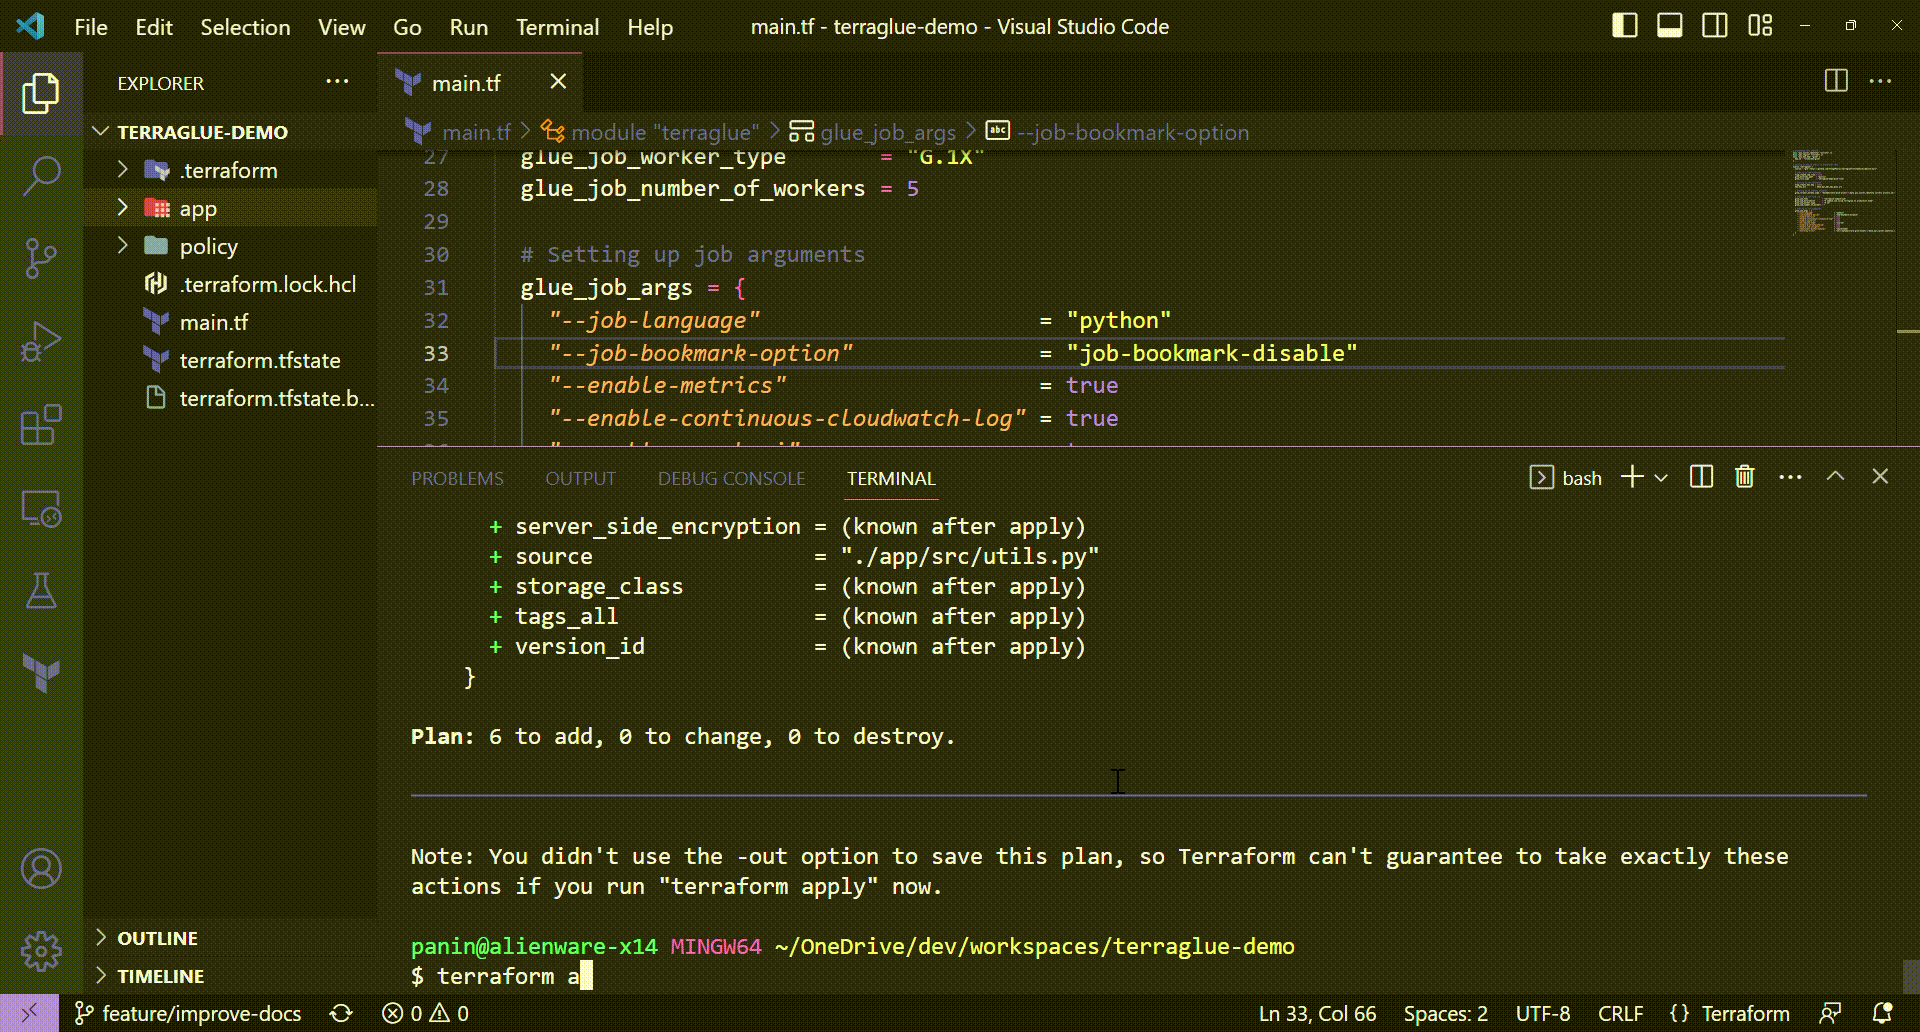 File Edit Selection View Go Run Terminal Help
main.tf - terraglue-demo - Visual Studio Code
EXPLORER
TERRAGLUE-DEMO
.terraform
app
policy
.terraform.lock.hcl
main.tf
terraform.tfstate
terraform.tfstate.b...
OUTLINE
TIMELINE
main.tf
main.tf > module "terraglue" > glue_job_args > abc --job-bookmark-option
27 glue_job_worker_type = "G.1X"
28 glue_job_number_of_workers = 5
29
30 # Setting up job arguments
31 glue_job_args = {
32 "--job-language" = "python"
33 "--job-bookmark-option" = "job-bookmark-disable"
34 "--enable-metrics" = true
35 "--enable-continuous-cloudwatch-log" = true
PROBLEMS OUTPUT DEBUG CONSOLE TERMINAL
bash
+ server_side_encryption = (known after apply)
+ source = "./app/src/utils.py"
+ storage_class = (known after apply)
+ tags_all = (known after apply)
+ version_id = (known after apply)
}
Plan: 6 to add, 0 to change, 0 to destroy.
Note: You didn't use the -out option to save this plan, so Terraform can't guarantee to take exactly these
actions if you run "terraform apply" now.
panin@alienware-x14 MINGW64 ~/OneDrive/dev/workspaces/terraglue-demo
$ terraform a
feature/improve-docs 0 0 Ln 33, Col 66 Spaces: 2 UTF-8 CRLF {} Terraform